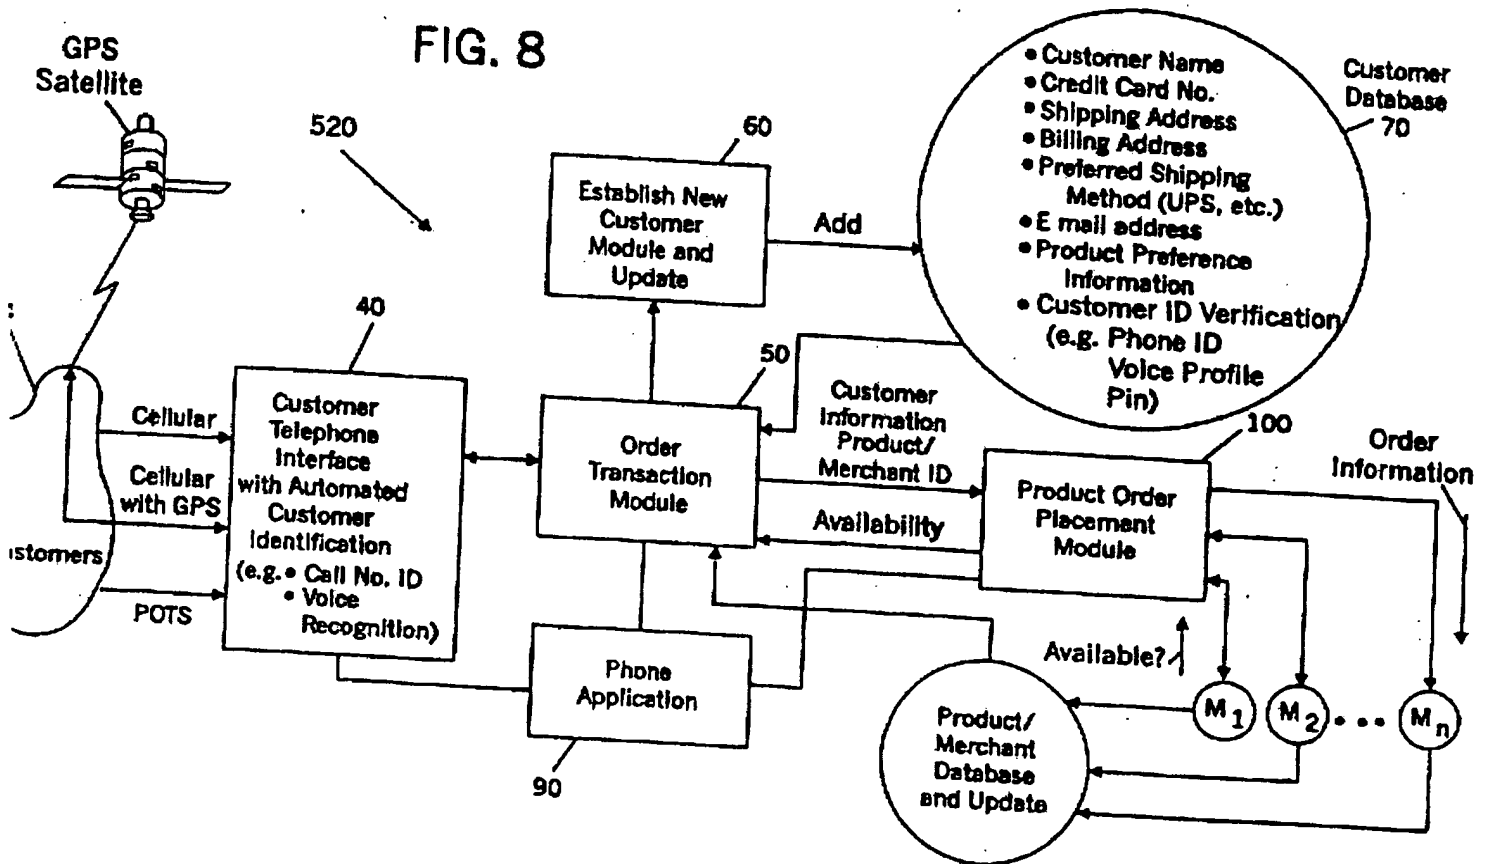 FIG. 8
GPS
Satellite
520
60
Establish New
Customer
Module and
Update
Add
• Customer Name
• Credit Card No.
• Shipping Address
• Billing Address
• Preferred Shipping
Method (UPS, etc.)
• E mail address
• Product Preference
Information
• Customer ID Verification
(e.g. Phone ID
Voice Profile
Pin)
Customer
Database
70
:
40
Customer
Telephone
Interface
with Automated
Customer
Identification
(e.g. • Call No. ID
• Voice
Recognition)
Cellular
Cellular
with GPS
istomers
POTS
50
Order
Transaction
Module
Customer
Information
Product/
Merchant ID
Availability
100
Product Order
Placement
Module
Order
Information
Phone
Application
90
Available?
M1
M2
• • •
Mn
Product/
Merchant
Database
and Update